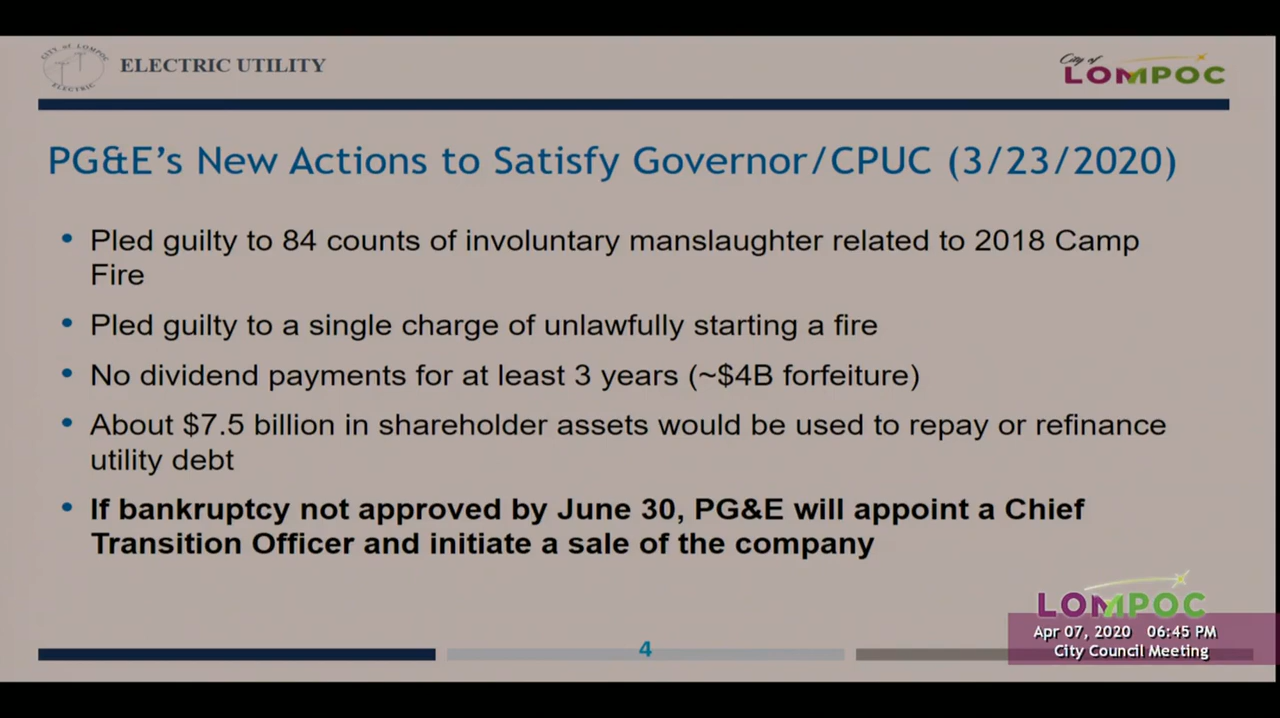 CITY OF LOMPOC
ELECTRIC
ELECTRIC UTILITY
City of
LOMPOC
PG&E’s New Actions to Satisfy Governor/CPUC (3/23/2020)
• Pled guilty to 84 counts of involuntary manslaughter related to 2018 Camp
Fire
• Pled guilty to a single charge of unlawfully starting a fire
• No dividend payments for at least 3 years (~$4B forfeiture)
• About $7.5 billion in shareholder assets would be used to repay or refinance
utility debt
• If bankruptcy not approved by June 30, PG&E will appoint a Chief
Transition Officer and initiate a sale of the company
LOMPOC
Apr 07, 2020 06:45 PM
City Council Meeting
4